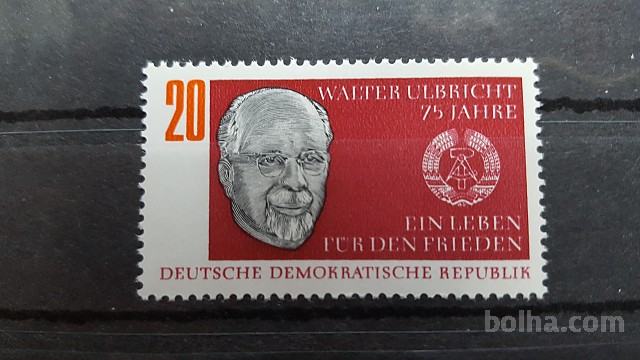 20
WALTER ULBRICHT
75 JAHRE
EIN LEBEN
FÜR DEN FRIEDEN
DEUTSCHE DEMOKRATISCHE REPUBLIK
bolha.com